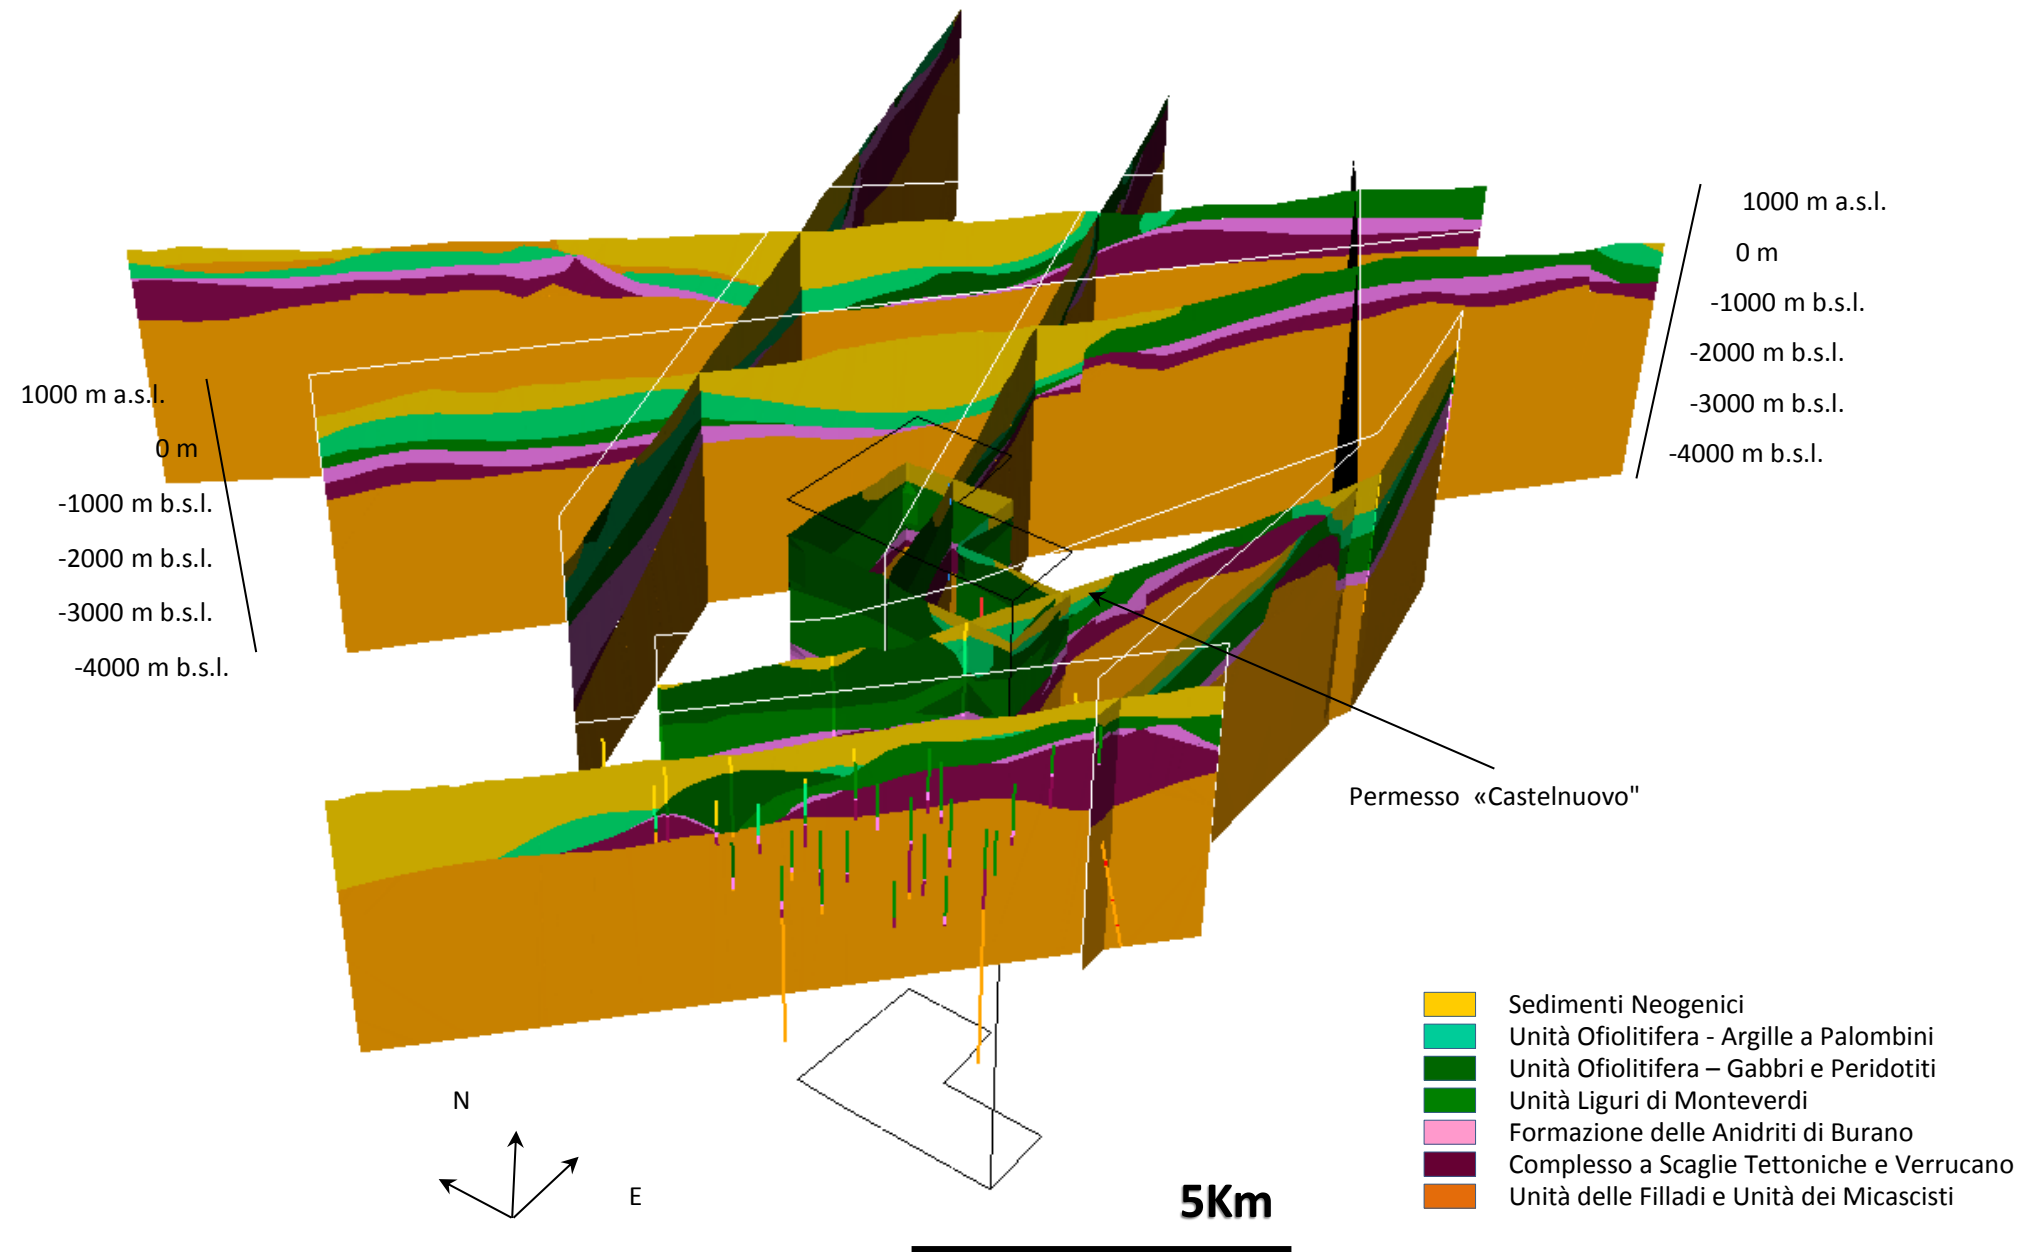 1000 m a.s.l.
0 m
-1000 m b.s.l.
-2000 m b.s.l.
-3000 m b.s.l.
-4000 m b.s.l.
1000 m a.s.l.
0 m
-1000 m b.s.l.
-2000 m b.s.l.
-3000 m b.s.l.
-4000 m b.s.l.
Permesso «Castelnuovo"
Sedimenti Neogenici
Unità Ofiolitifera - Argille a Palombini
Unità Ofiolitifera – Gabbri e Peridotiti
Unità Liguri di Monteverdi
Formazione delle Anidriti di Burano
Complesso a Scaglie Tettoniche e Verrucano
Unità delle Filladi e Unità dei Micascisti
N
E
5Km